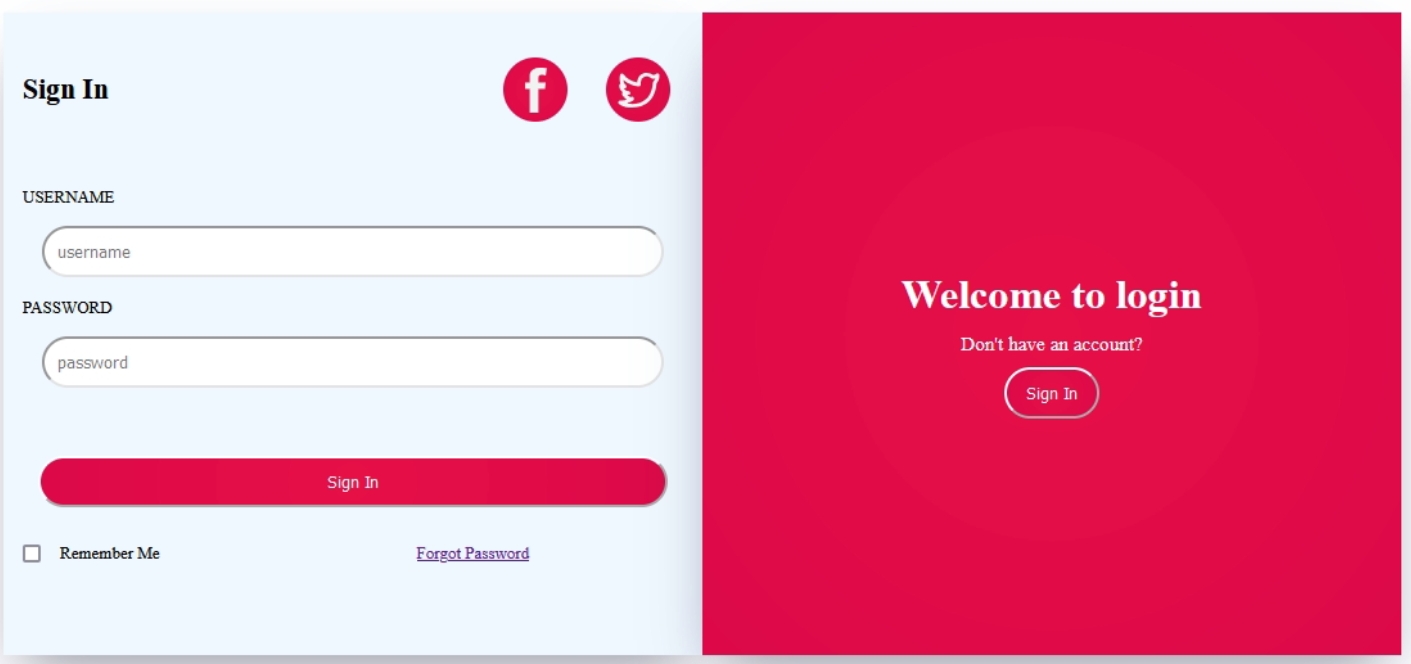 Sign In
USERNAME
username
PASSWORD
password
Sign In
Remember Me
Forgot Password
Welcome to login
Don't have an account?
Sign In